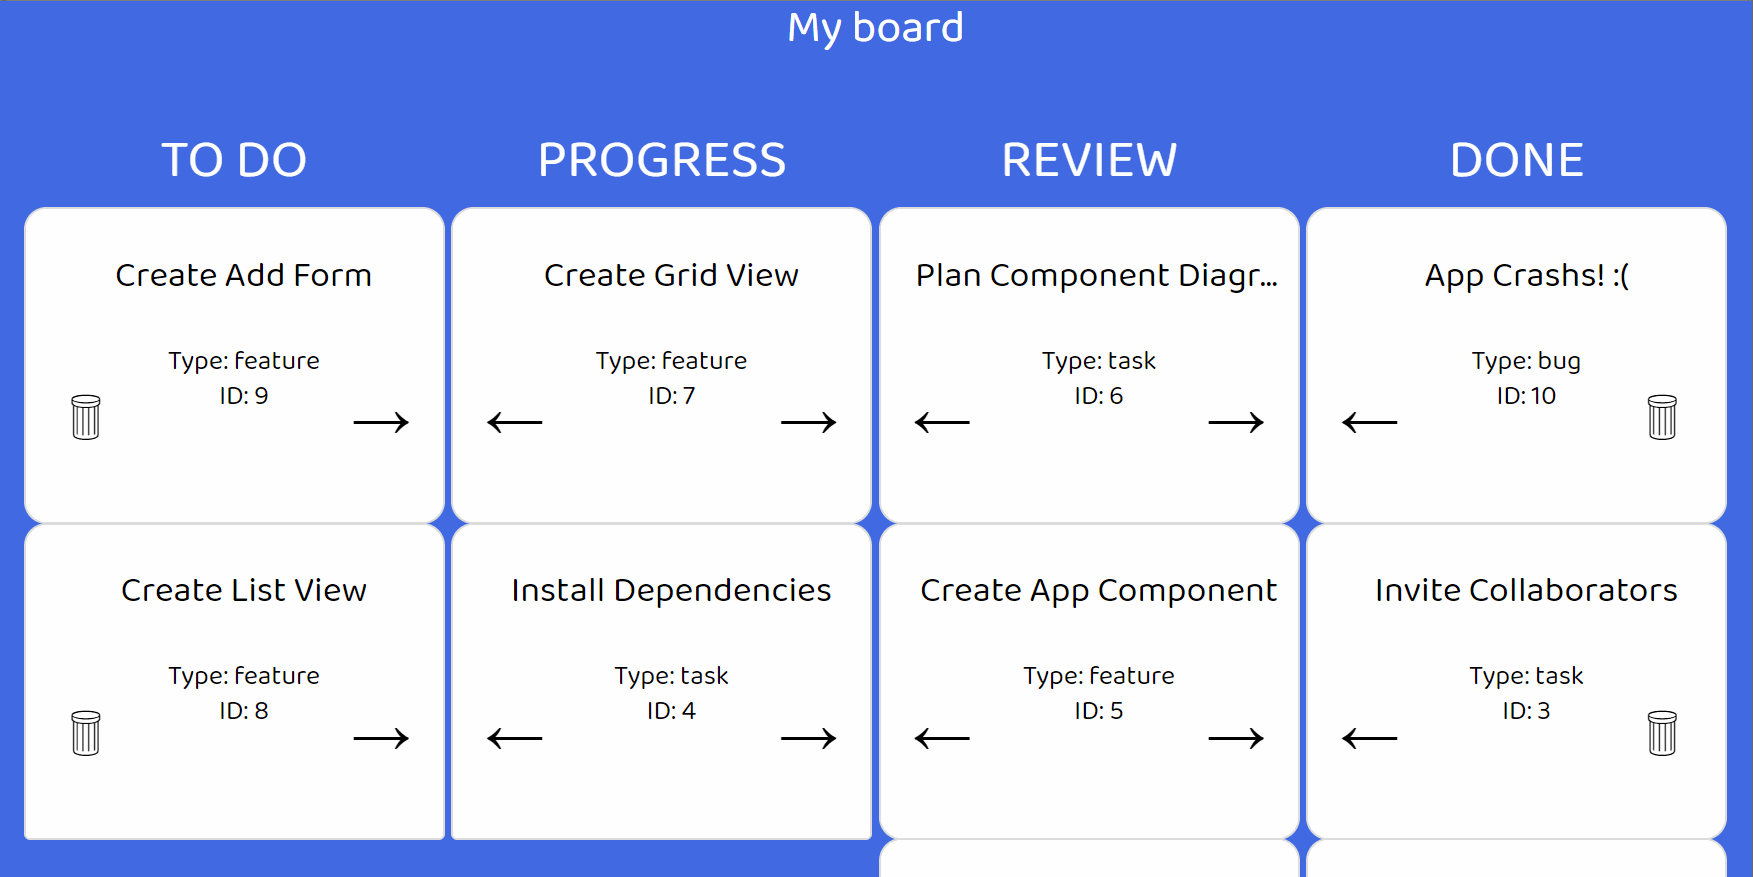 My board
TO DO
PROGRESS
REVIEW
DONE
Create Add Form
Type: feature
ID: 9
Create Grid View
Type: feature
ID: 7
Plan Component Diagr...
Type: task
ID: 6
App Crashs! :(
Type: bug
ID: 10
Create List View
Type: feature
ID: 8
Install Dependencies
Type: task
ID: 4
Create App Component
Type: feature
ID: 5
Invite Collaborators
Type: task
ID: 3